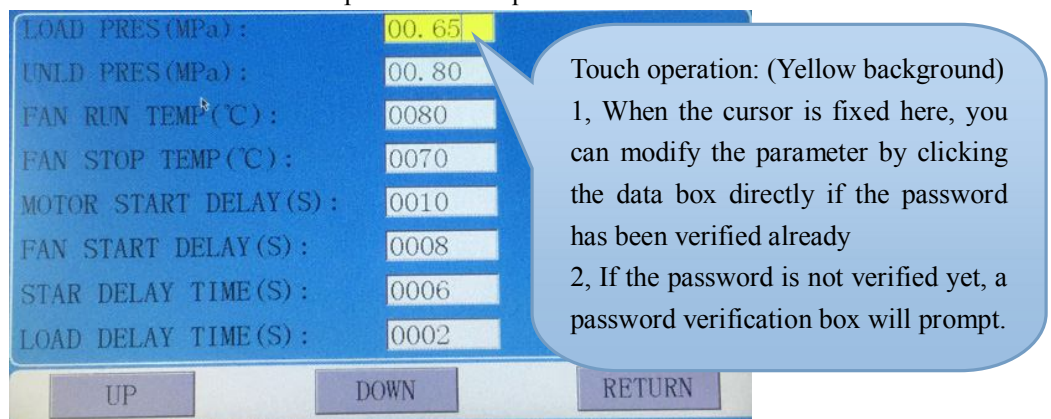 LOAD PRES(MPa): 00.65
UNLD PRES(MPa): 00.80
FAN RUN TEMP(℃): 0080
FAN STOP TEMP(℃): 0070
MOTOR START DELAY(S): 0010
FAN START DELAY(S): 0008
STAR DELAY TIME(S): 0006
LOAD DELAY TIME(S): 0002
UP DOWN RETURN
Touch operation: (Yellow background)
1, When the cursor is fixed here, you
can modify the parameter by clicking
the data box directly if the password
has been verified already
2, If the password is not verified yet, a
password verification box will prompt.